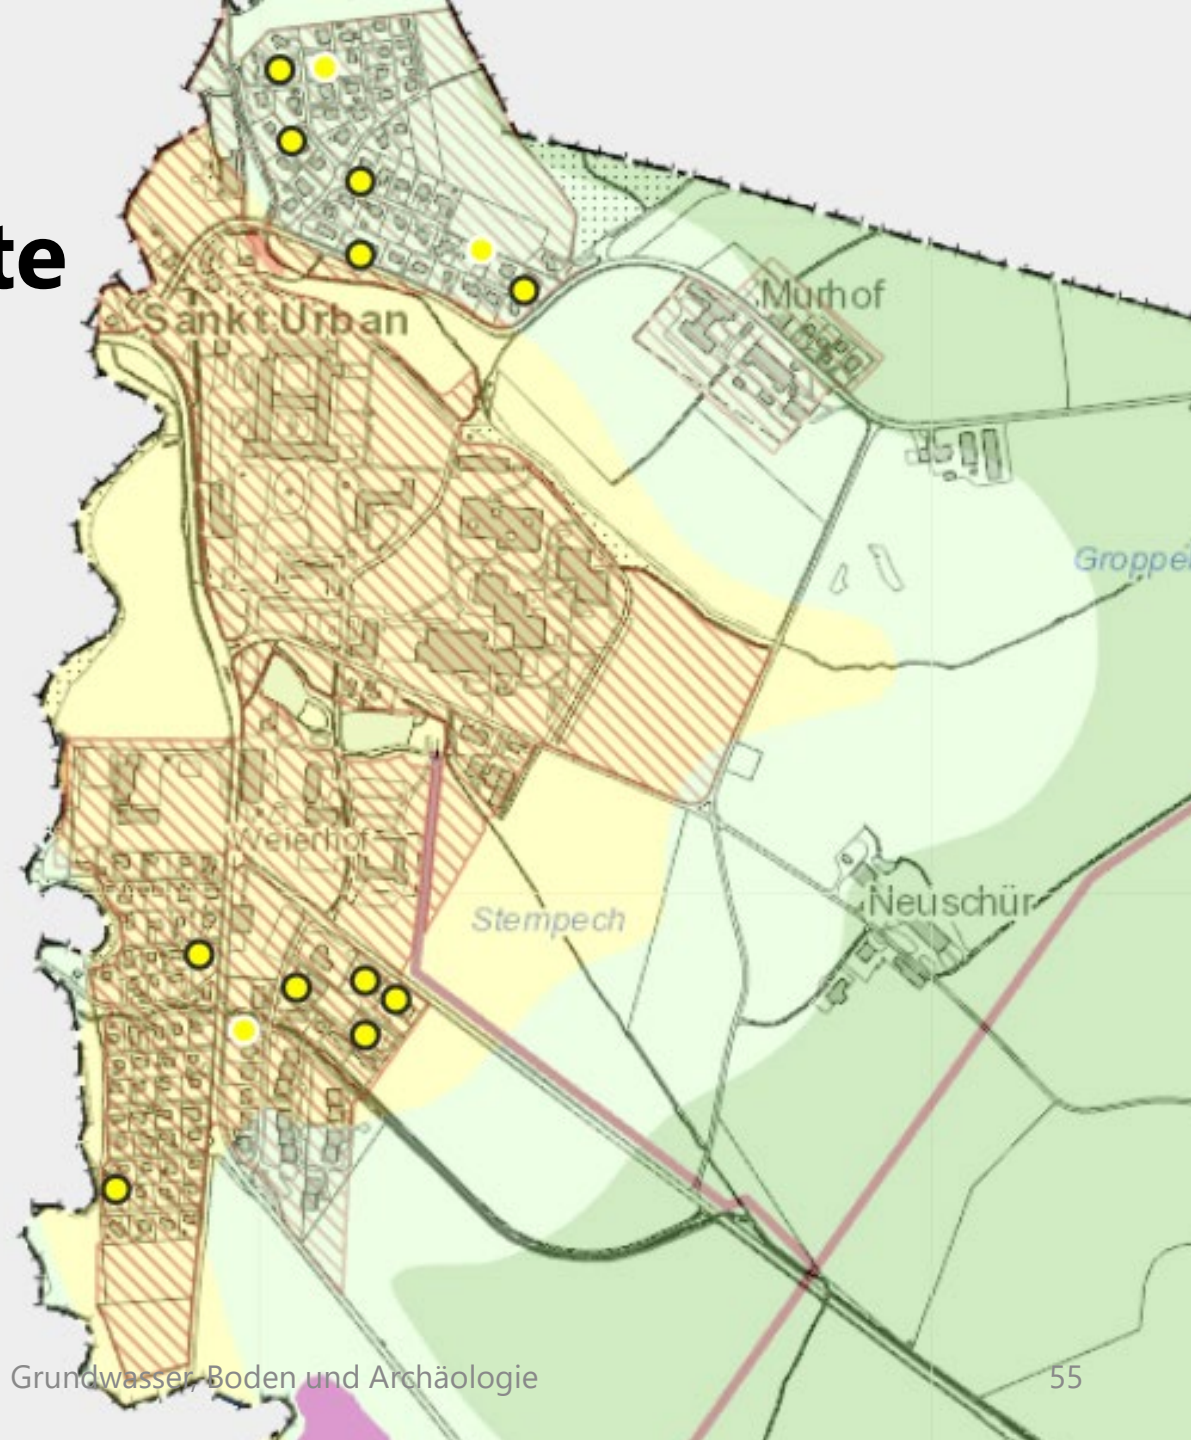 te
Murhof
Sankt Urban
Groppe
Weierhof
Neuschür
Stempech
Grundwasser, Boden und Archäologie
55